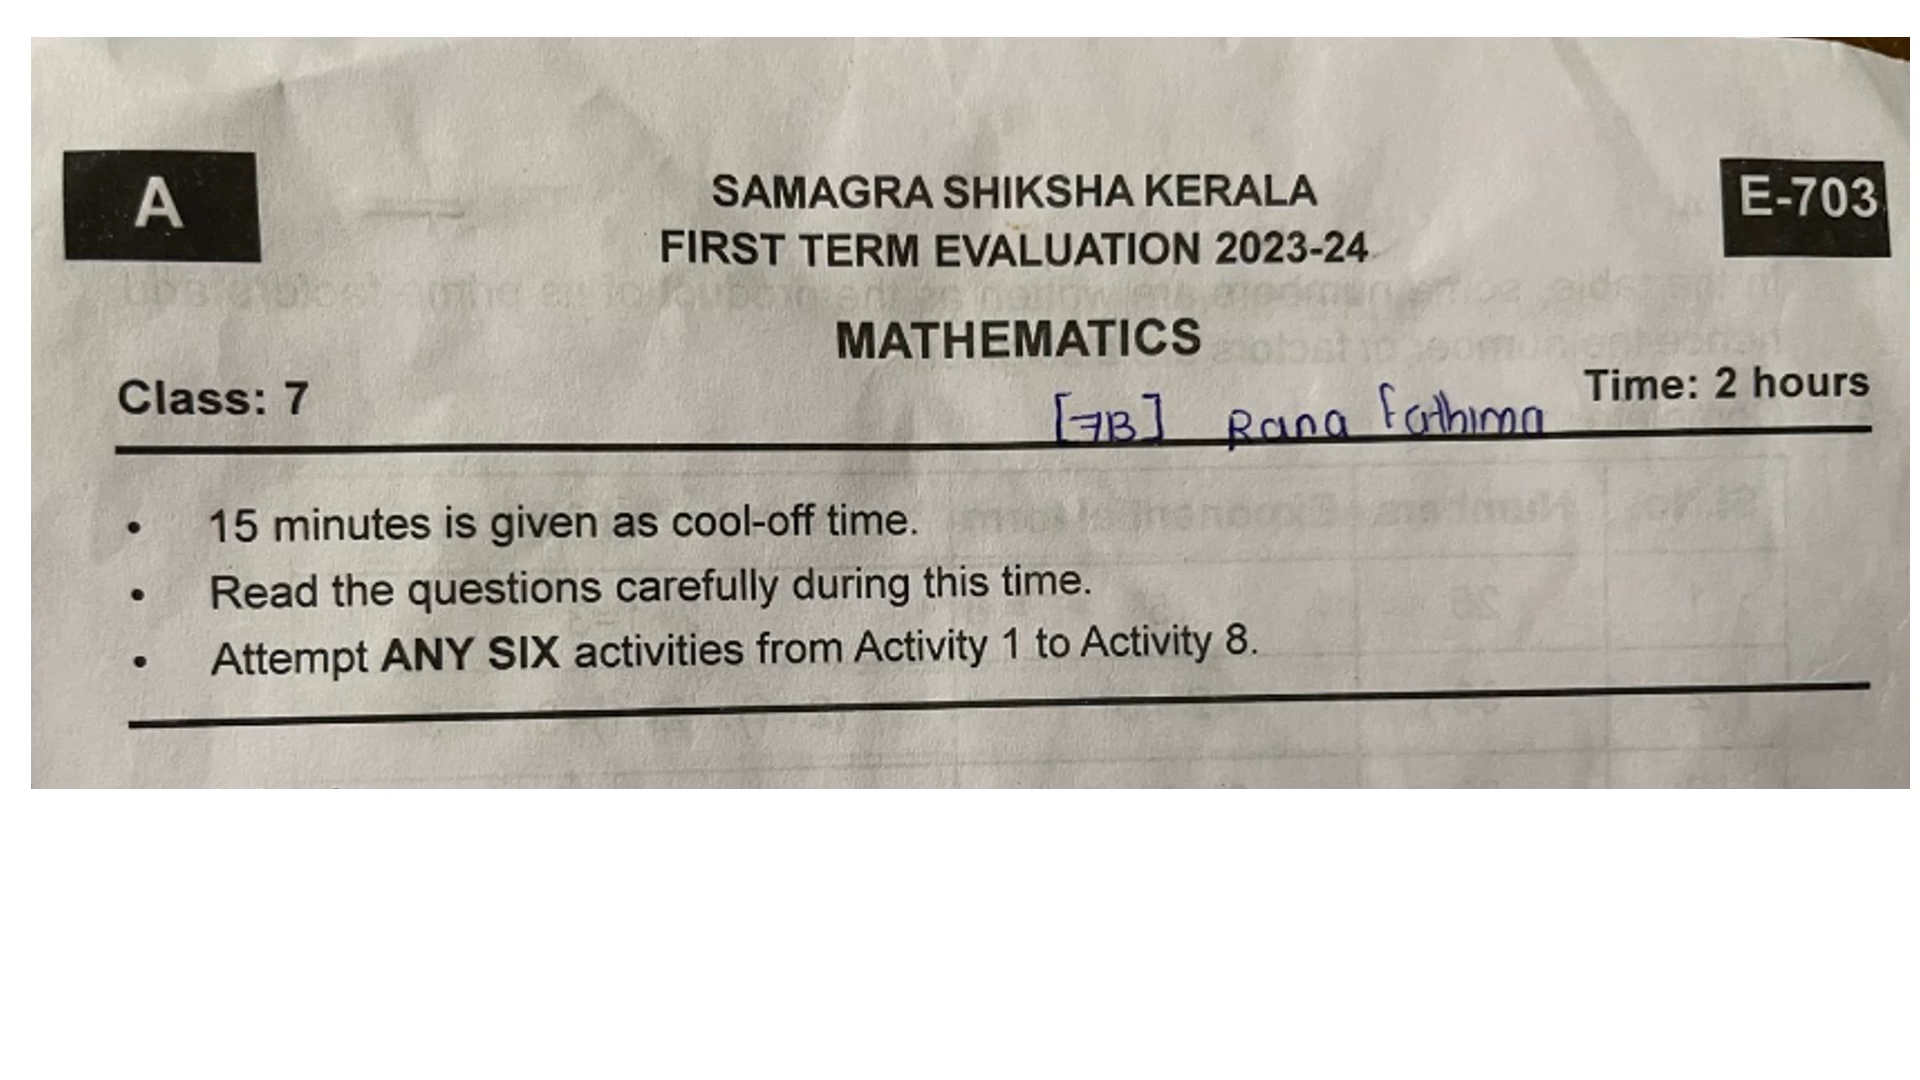 A
SAMAGRA SHIKSHA KERALA
E-703
FIRST TERM EVALUATION 2023-24
MATHEMATICS
Class: 7
Time: 2 hours
[7B] Rana Fathima
• 15 minutes is given as cool-off time.
• Read the questions carefully during this time.
• Attempt ANY SIX activities from Activity 1 to Activity 8.